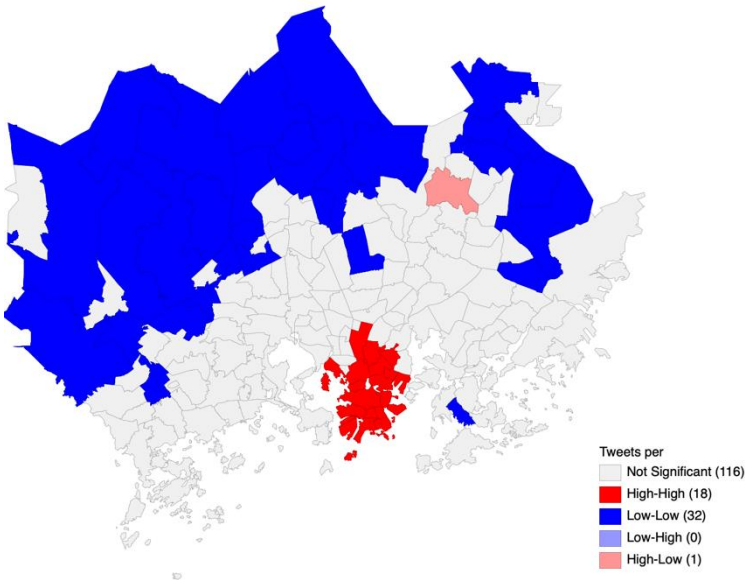 Tweets per
Not Significant (116)
High-High (18)
Low-Low (32)
Low-High (0)
High-Low (1)